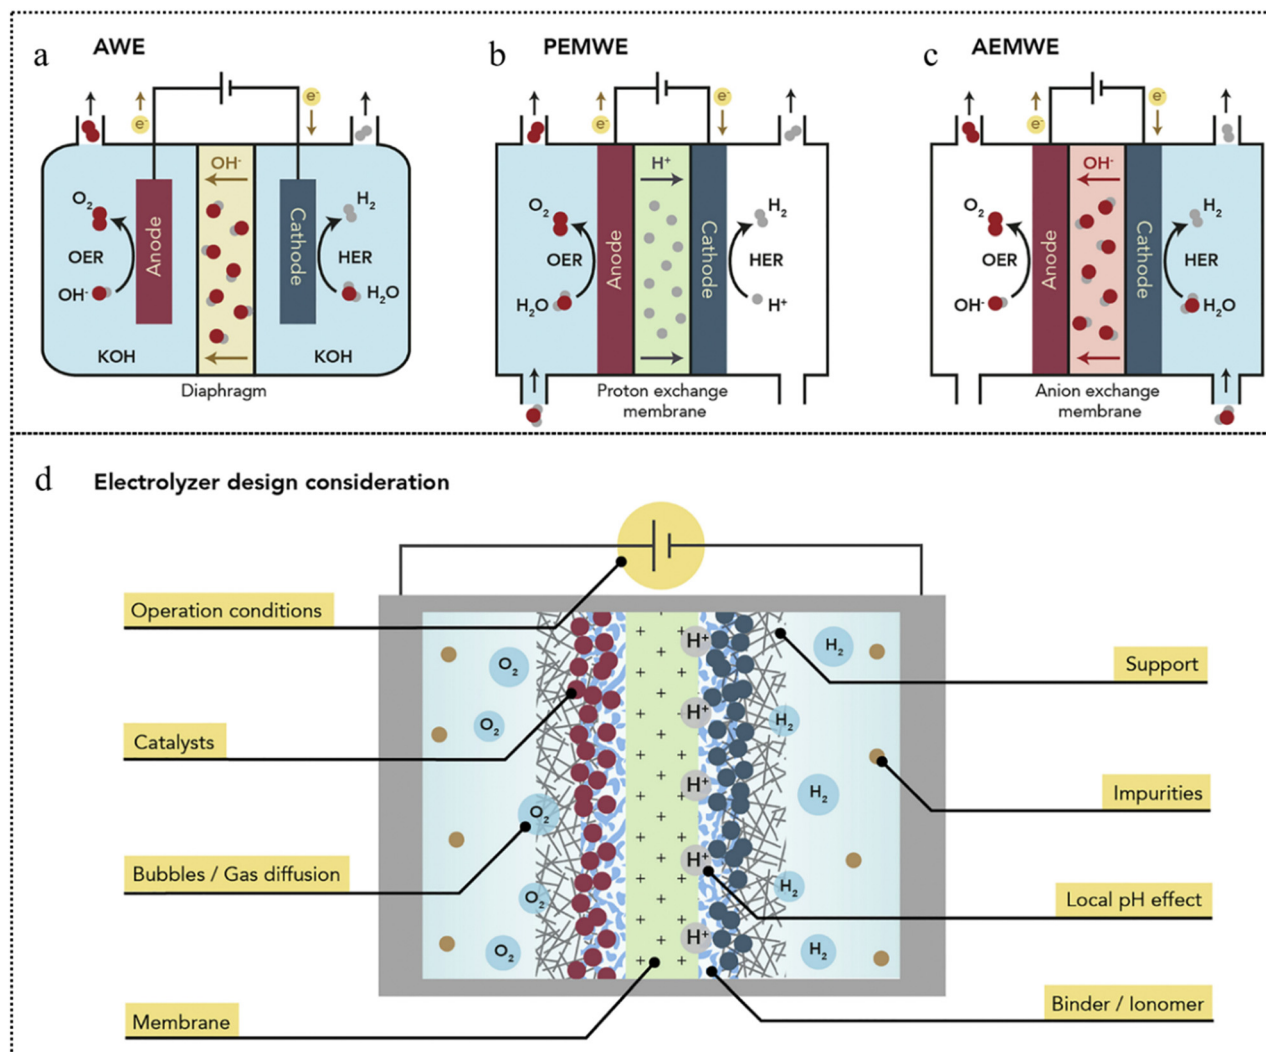 a
AWE
e⁻
e⁻
OH⁻
O₂
OER
OH⁻
Anode
Cathode
H₂
HER
H₂O
KOH
KOH
Diaphragm
b
PEMWE
e⁻
e⁻
H⁺
O₂
OER
H₂O
Anode
Cathode
H₂
HER
H⁺
Proton exchange
membrane
c
AEMWE
e⁻
e⁻
OH⁻
O₂
OER
OH⁻
Anode
Cathode
H₂
HER
H₂O
Anion exchange
membrane
d
Electrolyzer design consideration
Operation conditions
Catalysts
Bubbles / Gas diffusion
Membrane
O₂
O₂
O₂
O₂
O₂
+ + + + + + + + + + + + + + + + + + + + + + + + + + + + + + + + +
H⁺
H⁺
H⁺
H⁺
H⁺
H₂
H₂
H₂
H₂
H₂
Support
Impurities
Local pH effect
Binder / Ionomer